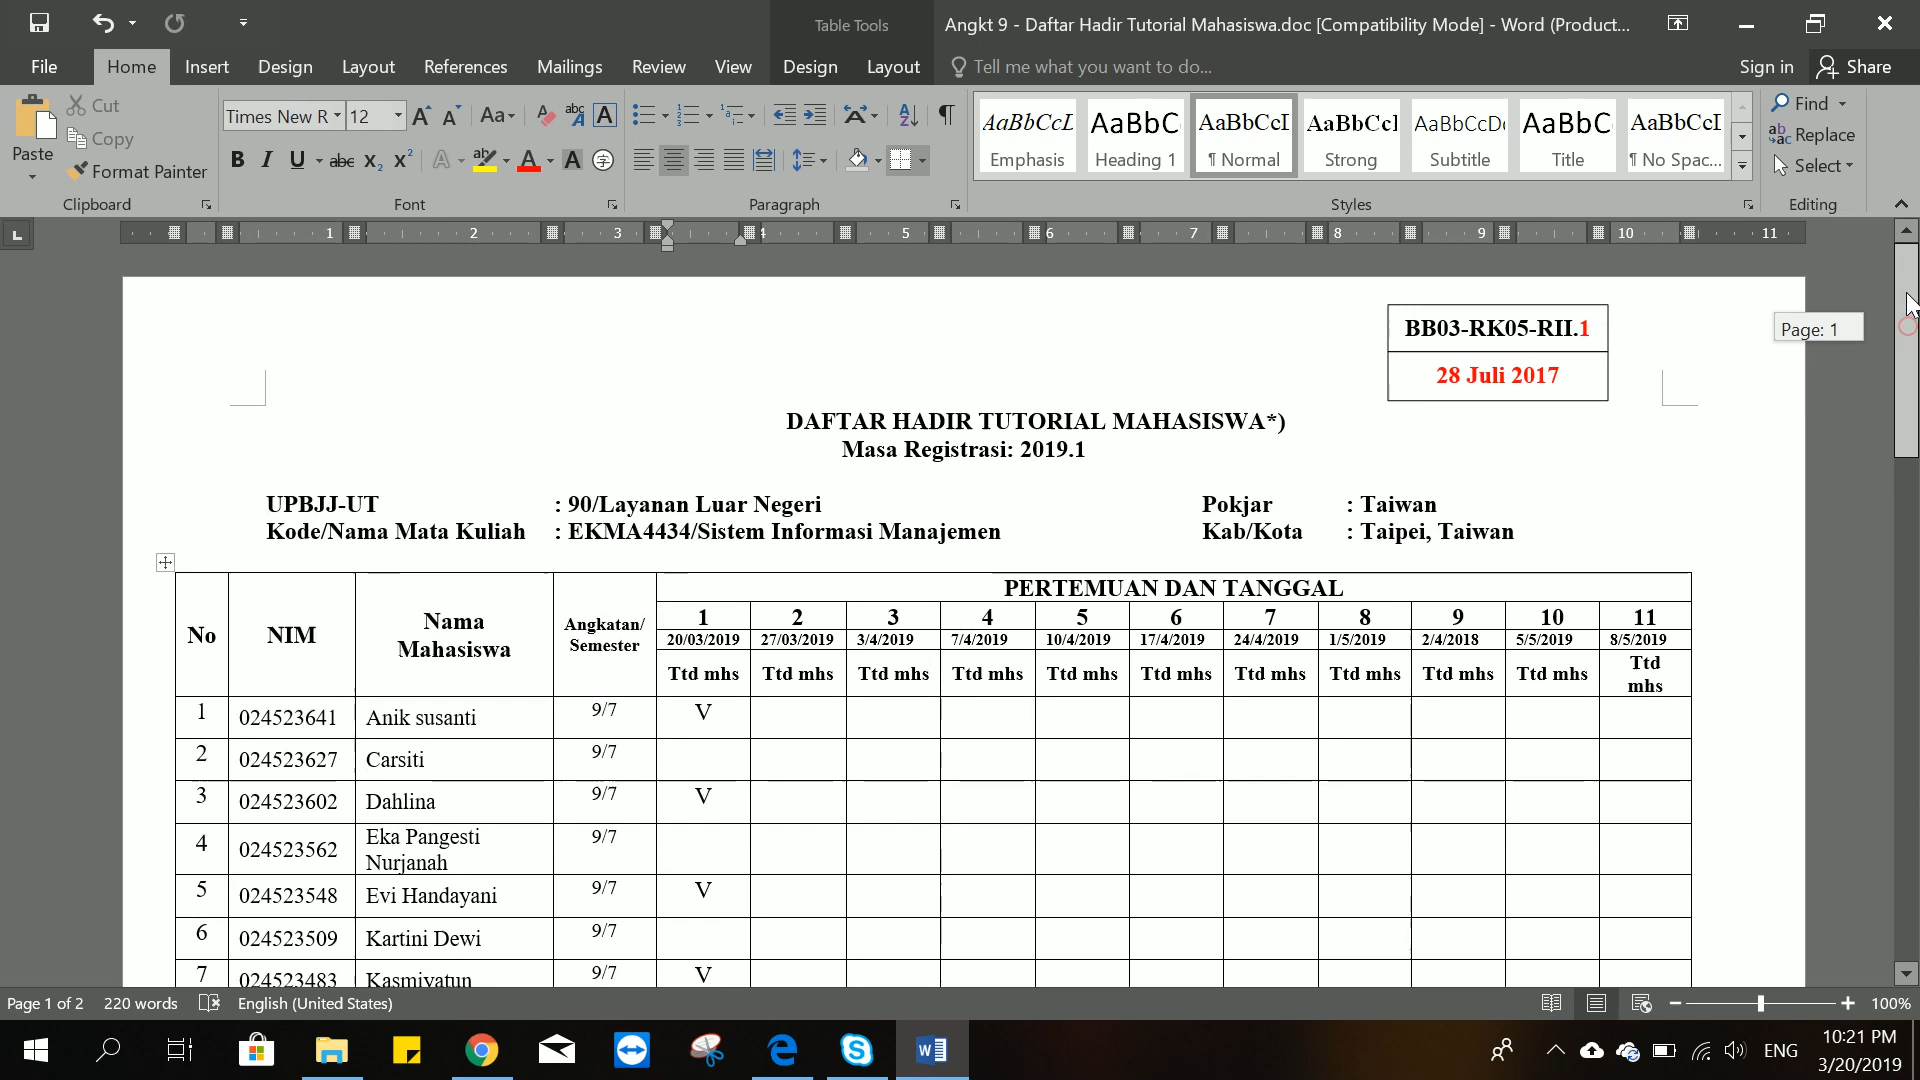 Table Tools
Angkt 9 - Daftar Hadir Tutorial Mahasiswa.doc [Compatibility Mode] - Word (Product...
File Home Insert Design Layout References Mailings Review View Design Layout Tell me what you want to do... Sign in Share
Paste
Cut
Copy
Format Painter
Clipboard
Times New R 12
Font
Paragraph
AaBbCcL AaBbC AaBbCcI AaBbCcl AaBbCcDı AaBbC AaBbCcI
Emphasis Heading 1 ¶ Normal Strong Subtitle Title ¶ No Spac...
Styles
Find
Replace
Select
Editing
1 2 3 4 5 6 7 8 9 10 11
BB03-RK05-RII.1
28 Juli 2017
Page: 1
DAFTAR HADIR TUTORIAL MAHASISWA*)
Masa Registrasi: 2019.1
UPBJJ-UT : 90/Layanan Luar Negeri Pokjar : Taiwan
Kode/Nama Mata Kuliah : EKMA4434/Sistem Informasi Manajemen Kab/Kota : Taipei, Taiwan
No NIM Nama Mahasiswa Angkatan/ Semester PERTEMUAN DAN TANGGAL
1 2 3 4 5 6 7 8 9 10 11
20/03/2019 27/03/2019 3/4/2019 7/4/2019 10/4/2019 17/4/2019 24/4/2019 1/5/2019 2/4/2018 5/5/2019 8/5/2019
Ttd mhs Ttd mhs Ttd mhs Ttd mhs Ttd mhs Ttd mhs Ttd mhs Ttd mhs Ttd mhs Ttd mhs Ttd mhs
1 024523641 Anik susanti 9/7 V
2 024523627 Carsiti 9/7
3 024523602 Dahlina 9/7 V
4 024523562 Eka Pangesti Nurjanah 9/7
5 024523548 Evi Handayani 9/7 V
6 024523509 Kartini Dewi 9/7
7 024523483 Kasmiyatun 9/7 V
Page 1 of 2 220 words English (United States) 100%
ENG
10:21 PM
3/20/2019